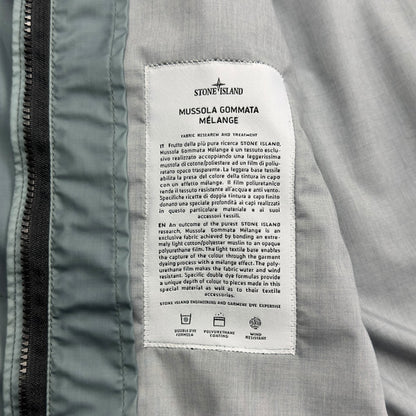 STONE ISLAND
MUSSOLA GOMMATA
MÉLANGE
FABRIC RESEARCH AND TREATMENT
IT Frutto della più pura ricerca STONE ISLAND,
Mussola Gommata Mélange è un tessuto esclu-
sivo realizzato accoppiando una leggerissima
mussola di cotone/poliestere ad un film di poliu-
retano opaco traspirante. La leggera base tessile
abilita la presa del colore della tintura in capo
con un effetto mélange. Il film poliuretanico
rende il tessuto resistente all'acqua e anti vento.
Specifiche ricette di doppia tintura a capo finito
donano una speciale profondità ai capi realizzati
in questo particolare materiale e ai suoi
accessori tessili.
EN An outcome of the purest STONE ISLAND
research, Mussola Gommata Mélange is an
exclusive fabric achieved by bonding an extrem-
ely light cotton/polyester muslin to an opaque
polyurethane film. The light textile base enables
the capture of the colour through the garment
dyeing process with a mélange effect. The poly-
urethane film makes the fabric water and wind
resistant. Specific double dye formulas provide
a unique depth of colour to pieces made in this
special material as well as to their textile
accessories.
STONE ISLAND ENGINEERING AND GARMENT DYE EXPERTISE
DOUBLE DYE
FORMULA
POLYURETHANE
COATING
WIND
RESISTANT